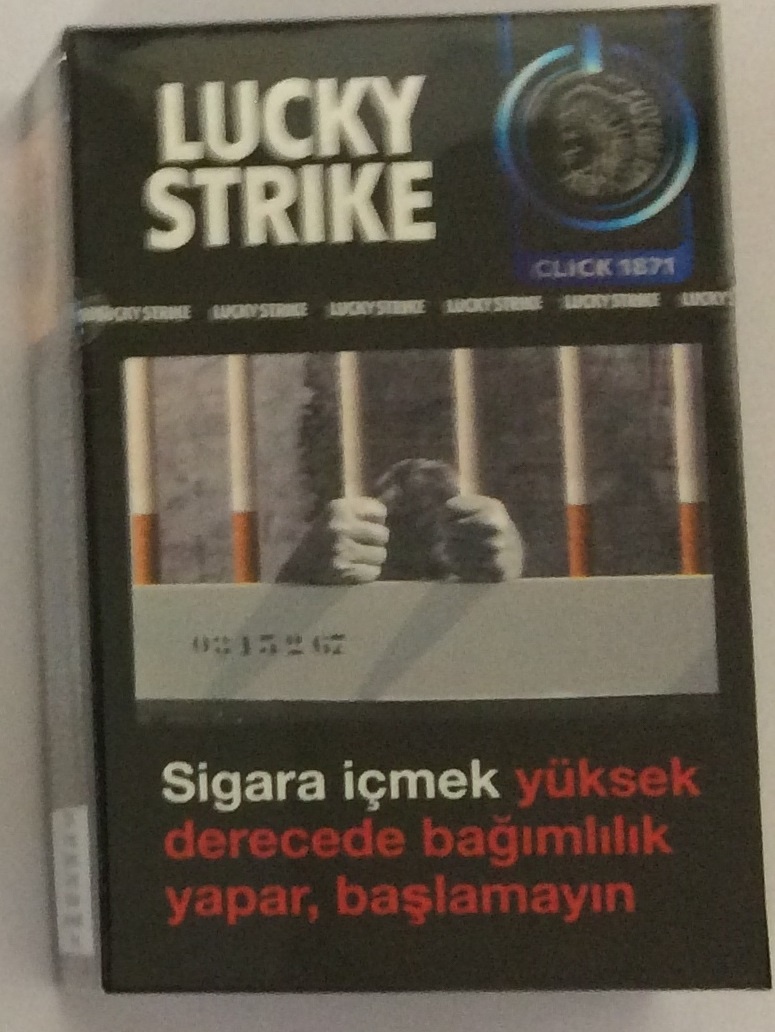 LUCKY
STRIKE
CLICK 1871
LUCKY STRIKE LUCKY STRIKE LUCKY STRIKE LUCKY STRIKE LUCKY STRIKE LUCKY
Sigara içmek yüksek
derecede bağımlılık
yapar, başlamayın